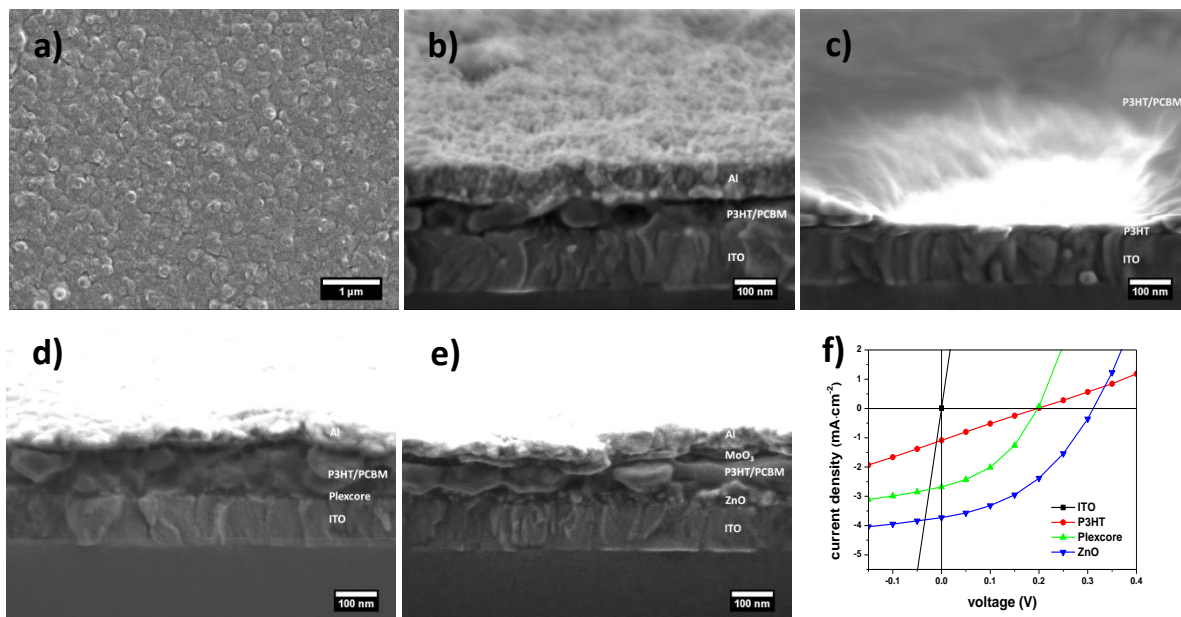 a)
1 µm
b)
Al
P3HT/PCBM
ITO
100 nm
c)
P3HT/PCBM
P3HT
ITO
100 nm
d)
Al
P3HT/PCBM
Plexcore
ITO
100 nm
e)
Al
MoO₃
P3HT/PCBM
ZnO
ITO
100 nm
f)
current density (mA·cm⁻²)
2
1
0
-1
-2
-3
-4
-5
ITO
P3HT
Plexcore
ZnO
-0.1 0.0 0.1 0.2 0.3 0.4
voltage (V)